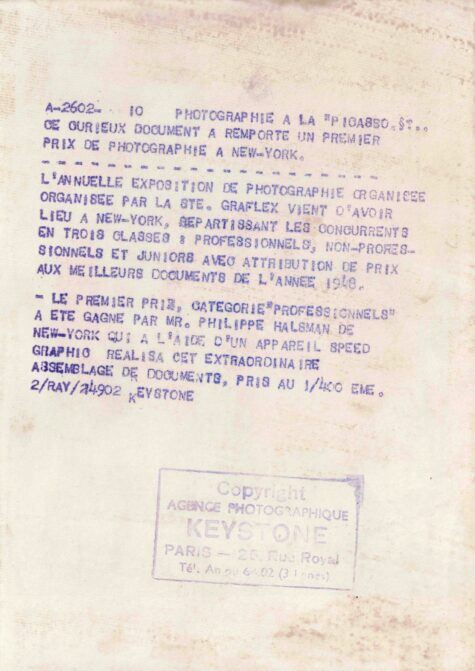 A-2602- 10 PHOTOGRAPHIE A LA "PICASSO
CE CURIEUX DOCUMENT A REMPORTE UN PREMIER
PRIX DE PHOTOGRAPHIE A NEW-YORK.
- - - - - - - - - - - - - - - - - - - - - -
L'ANNUELLE EXPOSITION DE PHOTOGRAPHIE ORGANISEE
ORGANISEE PAR LA STE. GRAFLEX VIENT D'AVOIR
LIEU A NEW-YORK, REPARTISSANT LES CONCURRENTS
EN TROIS CLASSES : PROFESSIONNELS, NON-PROFES-
SIONNELS ET JUNIORS AVEC ATTRIBUTION DE PRIX
AUX MEILLEURS DOCUMENTS DE L'ANNEE 1948.
- LE PREMIER PRIX, CATEGORIE"PROFESSIONNELS"
A ETE GAGNE PAR MR. PHILIPPE HALSMAN DE
NEW-YORK QUI A L'AIDE D'UN APPAREIL SPEED
GRAPHIC REALISA CET EXTRAORDINAIRE
ASSEMBLAGE DE DOCUMENTS, PRIS AU 1/400 EME.
2/RAY/24902 KEYSTONE
Copyright
AGENCE PHOTOGRAPHIQUE
KEYSTONE
PARIS — 25, Rue Royal
Tél. (3 Lignes)